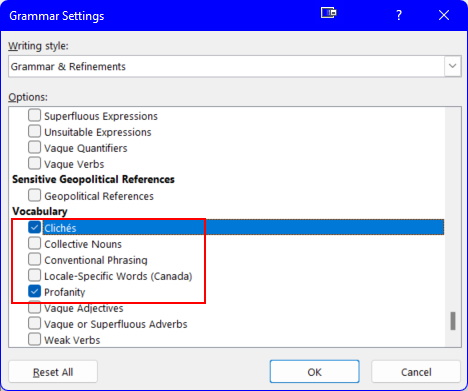 Grammar Settings
?
Writing style:
Grammar & Refinements
Options:
Superfluous Expressions
Unsuitable Expressions
Vague Quantifiers
Vague Verbs
Sensitive Geopolitical References
Geopolitical References
Vocabulary
Clichés
Collective Nouns
Conventional Phrasing
Locale-Specific Words (Canada)
Profanity
Vague Adjectives
Vague or Superfluous Adverbs
Weak Verbs
Reset All
OK
Cancel